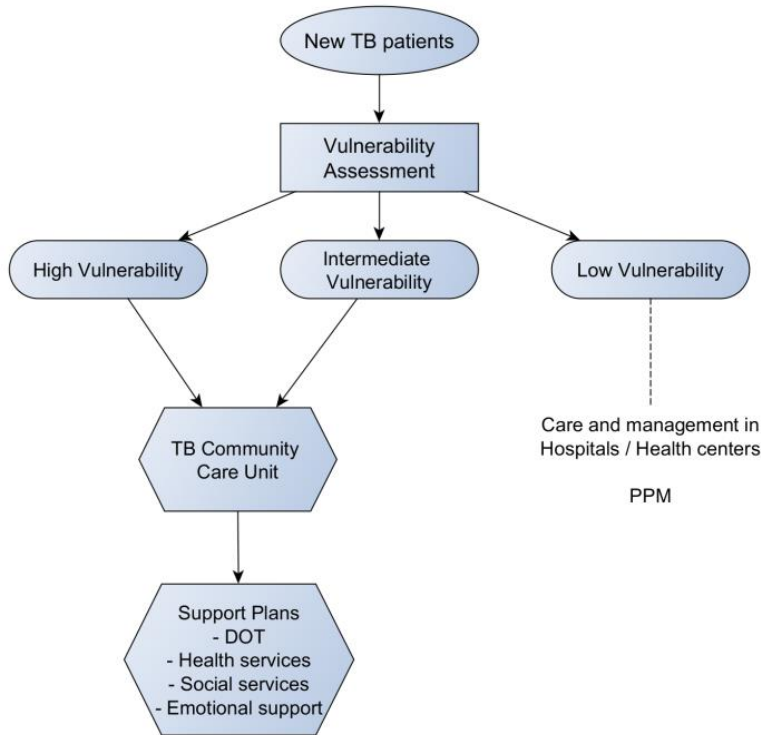 New TB patients
Vulnerability
Assessment
High Vulnerability
Intermediate
Vulnerability
Low Vulnerability
TB Community
Care Unit
Care and management in
Hospitals / Health centers
PPM
Support Plans
- DOT
- Health services
- Social services
- Emotional support